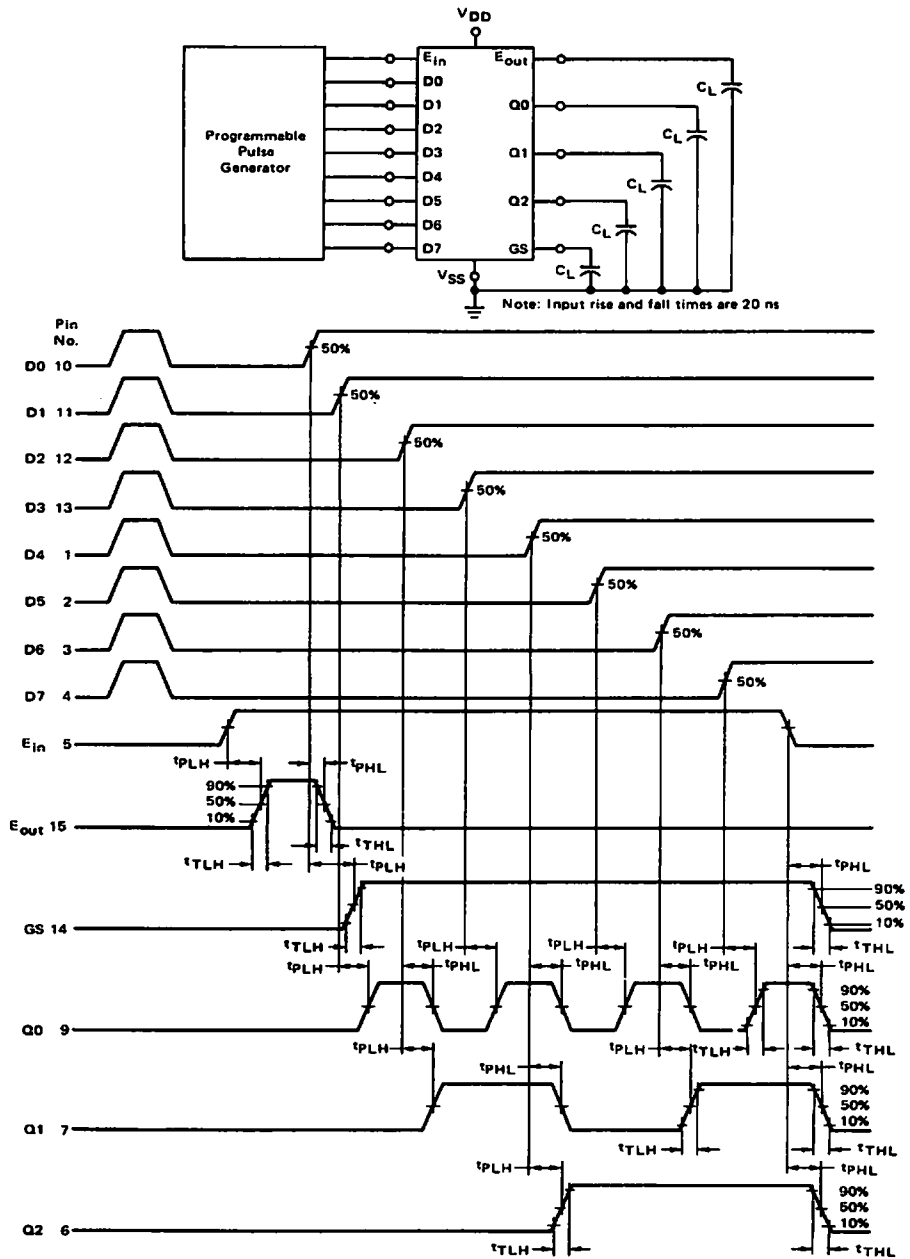 VDD
Programmable
Pulse
Generator
Ein
D0
D1
D2
D3
D4
D5
D6
D7
Eout
Q0
Q1
Q2
GS
CL
CL
CL
CL
CL
VSS
Note: Input rise and fall times are 20 ns
Pin
No.
D0 10
50%
D1 11
50%
D2 12
50%
D3 13
50%
D4 1
50%
D5 2
50%
D6 3
50%
D7 4
50%
Ein 5
tPLH
tPHL
90%
50%
10%
Eout 15
tTHL
tTLH
tPLH
tPHL
90%
50%
10%
GS 14
tTLH
tPLH
tPLH
tPLH
tTHL
tPLH
tPHL
tPHL
tPHL
tPHL
90%
50%
10%
Q0 9
tPLH
tPLH
tTLH
tTHL
tPHL
tPHL
90%
50%
10%
Q1 7
tTLH
tTHL
tPLH
tPHL
90%
50%
10%
Q2 6
tTLH
tTHL